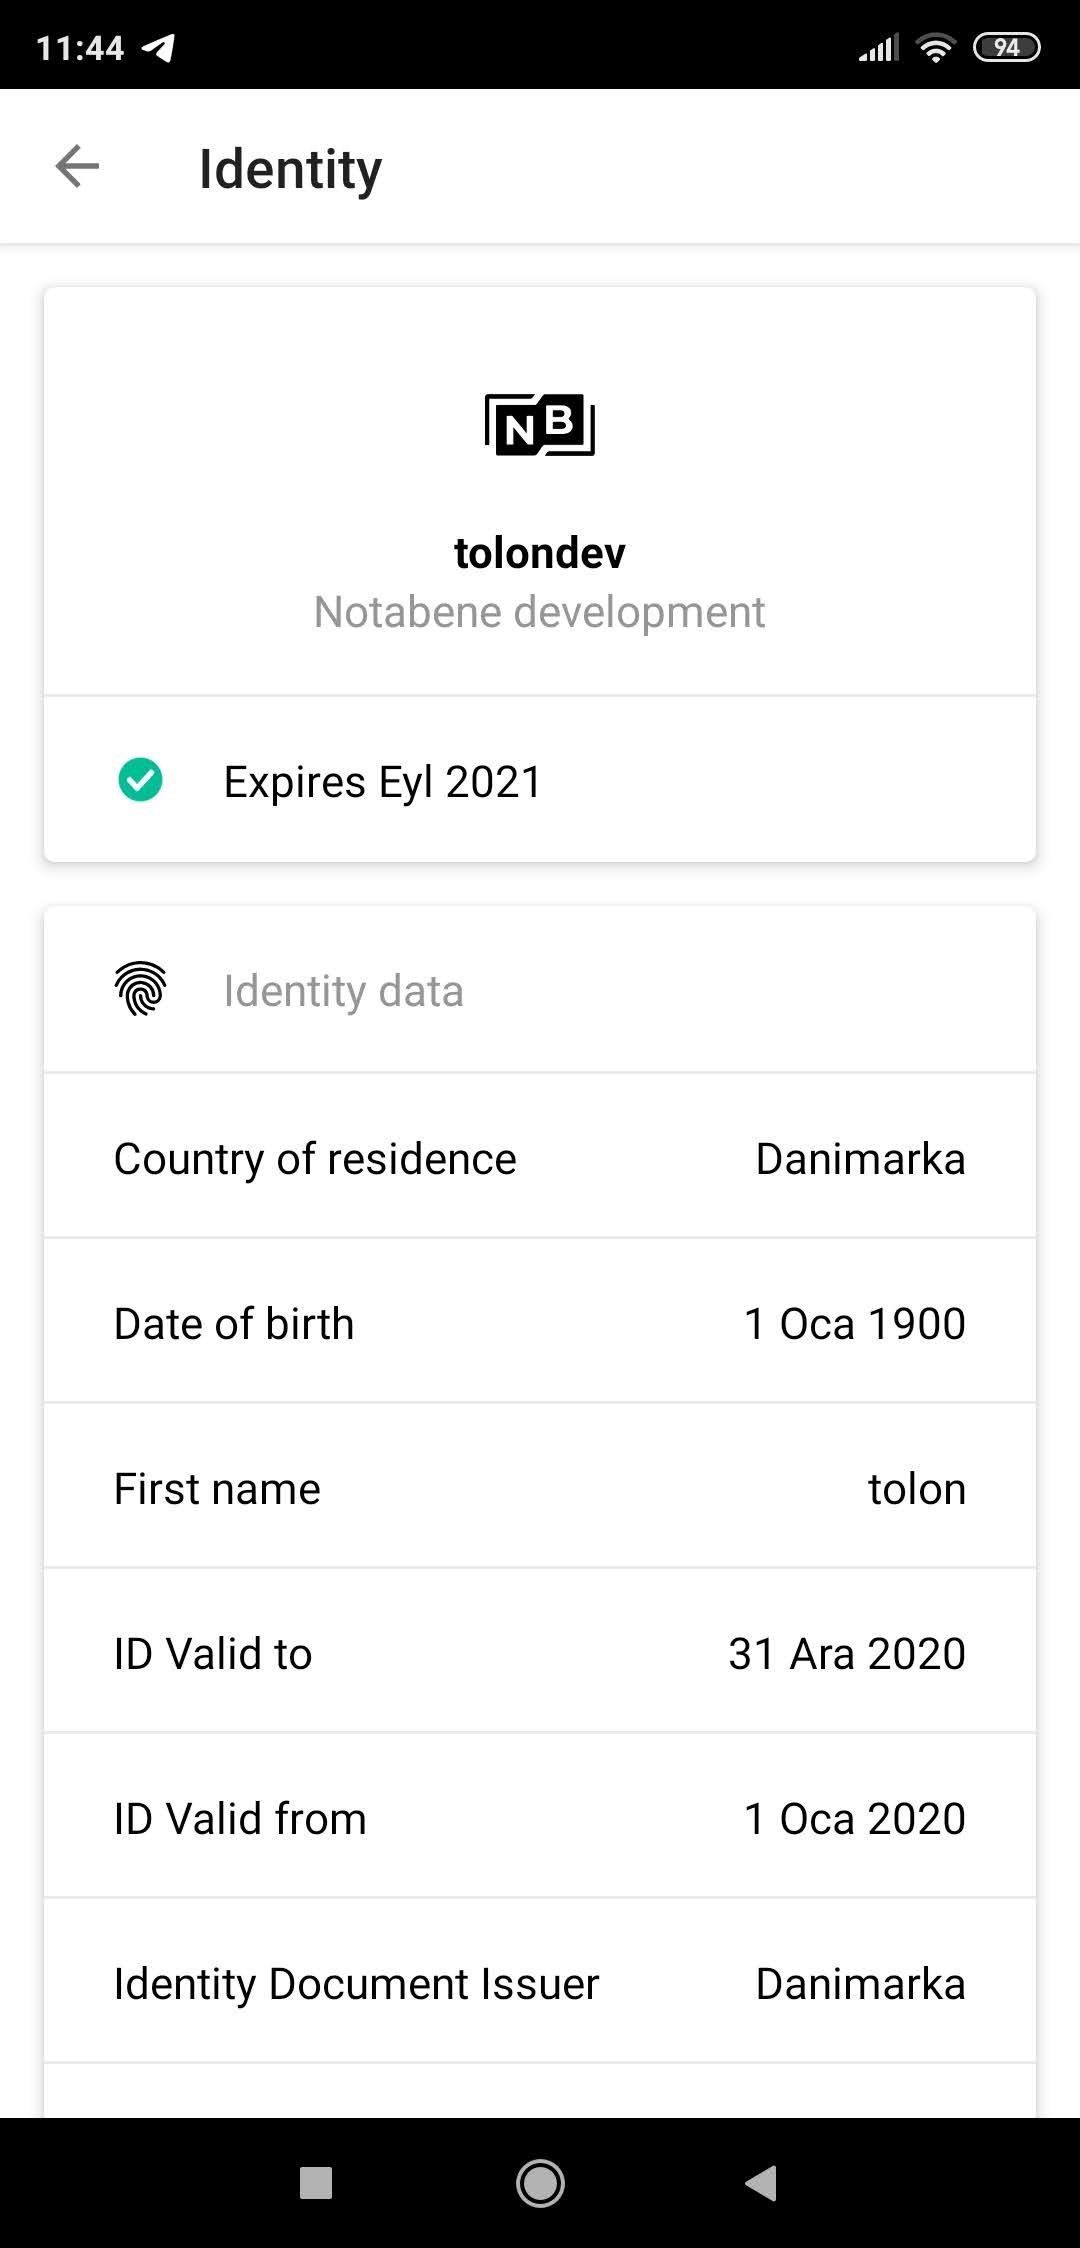 11:44
94
Identity
NB
tolondev
Notabene development
Expires Eyl 2021
Identity data
Country of residence Danimarka
Date of birth 1 Oca 1900
First name tolon
ID Valid to 31 Ara 2020
ID Valid from 1 Oca 2020
Identity Document Issuer Danimarka